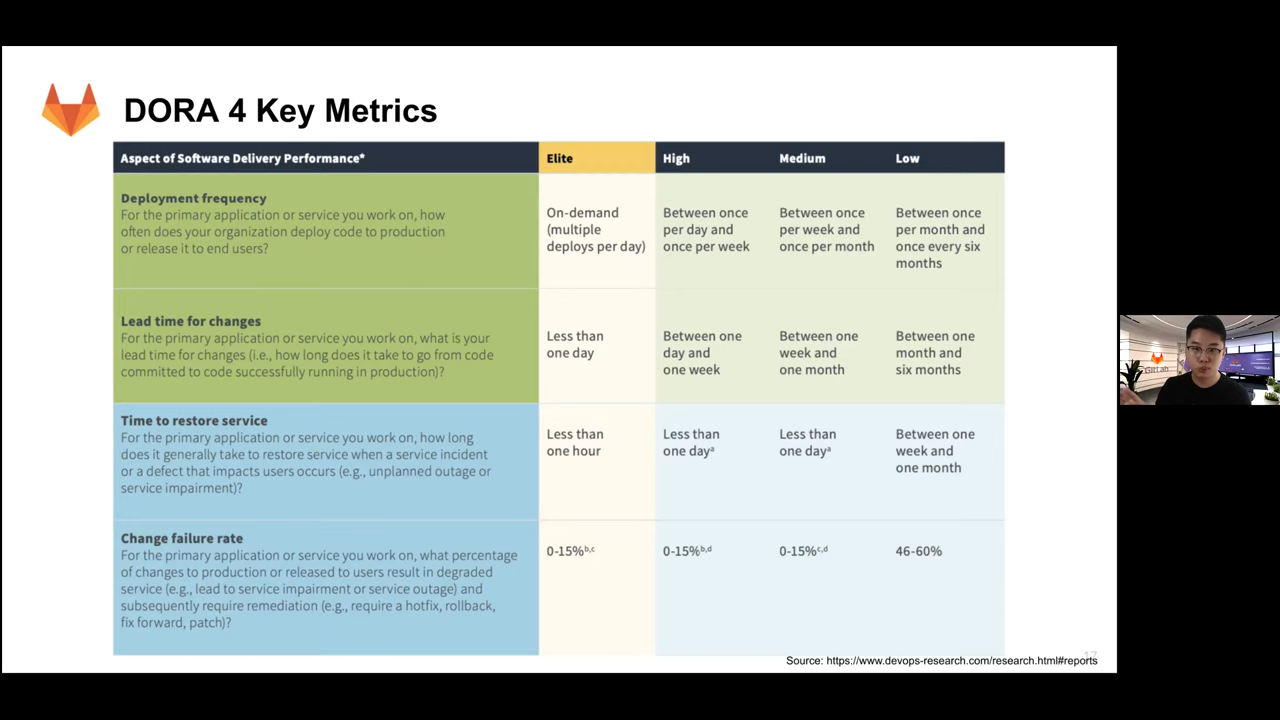 DORA 4 Key Metrics
Aspect of Software Delivery Performance* Elite High Medium Low
Deployment frequency
For the primary application or service you work on, how
often does your organization deploy code to production
or release it to end users?
On-demand
(multiple
deploys per day)
Between once
per day and
once per week
Between once
per week and
once per month
Between once
per month and
once every six
months
Lead time for changes
For the primary application or service you work on, what is your
lead time for changes (i.e., how long does it take to go from code
committed to code successfully running in production)?
Less than
one day
Between one
day and
one week
Between one
week and
one month
Between one
month and
six months
Time to restore service
For the primary application or service you work on, how long
does it generally take to restore service when a service incident
or a defect that impacts users occurs (e.g., unplanned outage or
service impairment)?
Less than
one hour
Less than
one dayᵃ
Less than
one dayᵃ
Between one
week and
one month
Change failure rate
For the primary application or service you work on, what percentage
of changes to production or released to users result in degraded
service (e.g., lead to service impairment or service outage) and
subsequently require remediation (e.g., require a hotfix, rollback,
fix forward, patch)?
0-15%ᵇ,ᶜ
0-15%ᵇ,ᵈ
0-15%ᶜ,ᵈ
46-60%
17
Source: https://www.devops-research.com/research.html#reports
GitLab